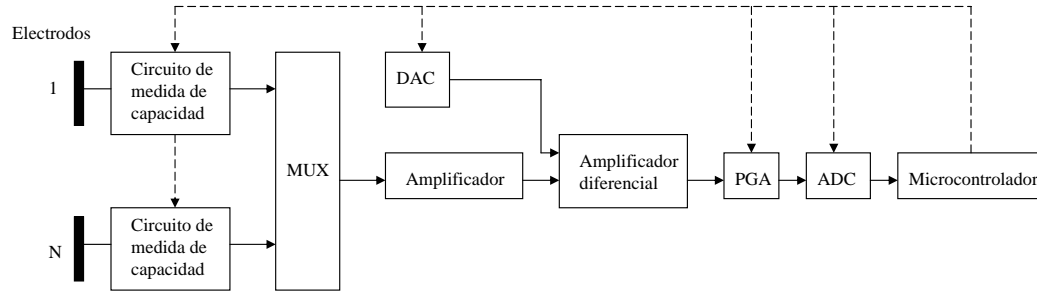 Electrodos
1
Circuito de
medida de
capacidad
DAC
MUX
Amplificador
Amplificador
diferencial
PGA
ADC
Microcontrolador
N
Circuito de
medida de
capacidad